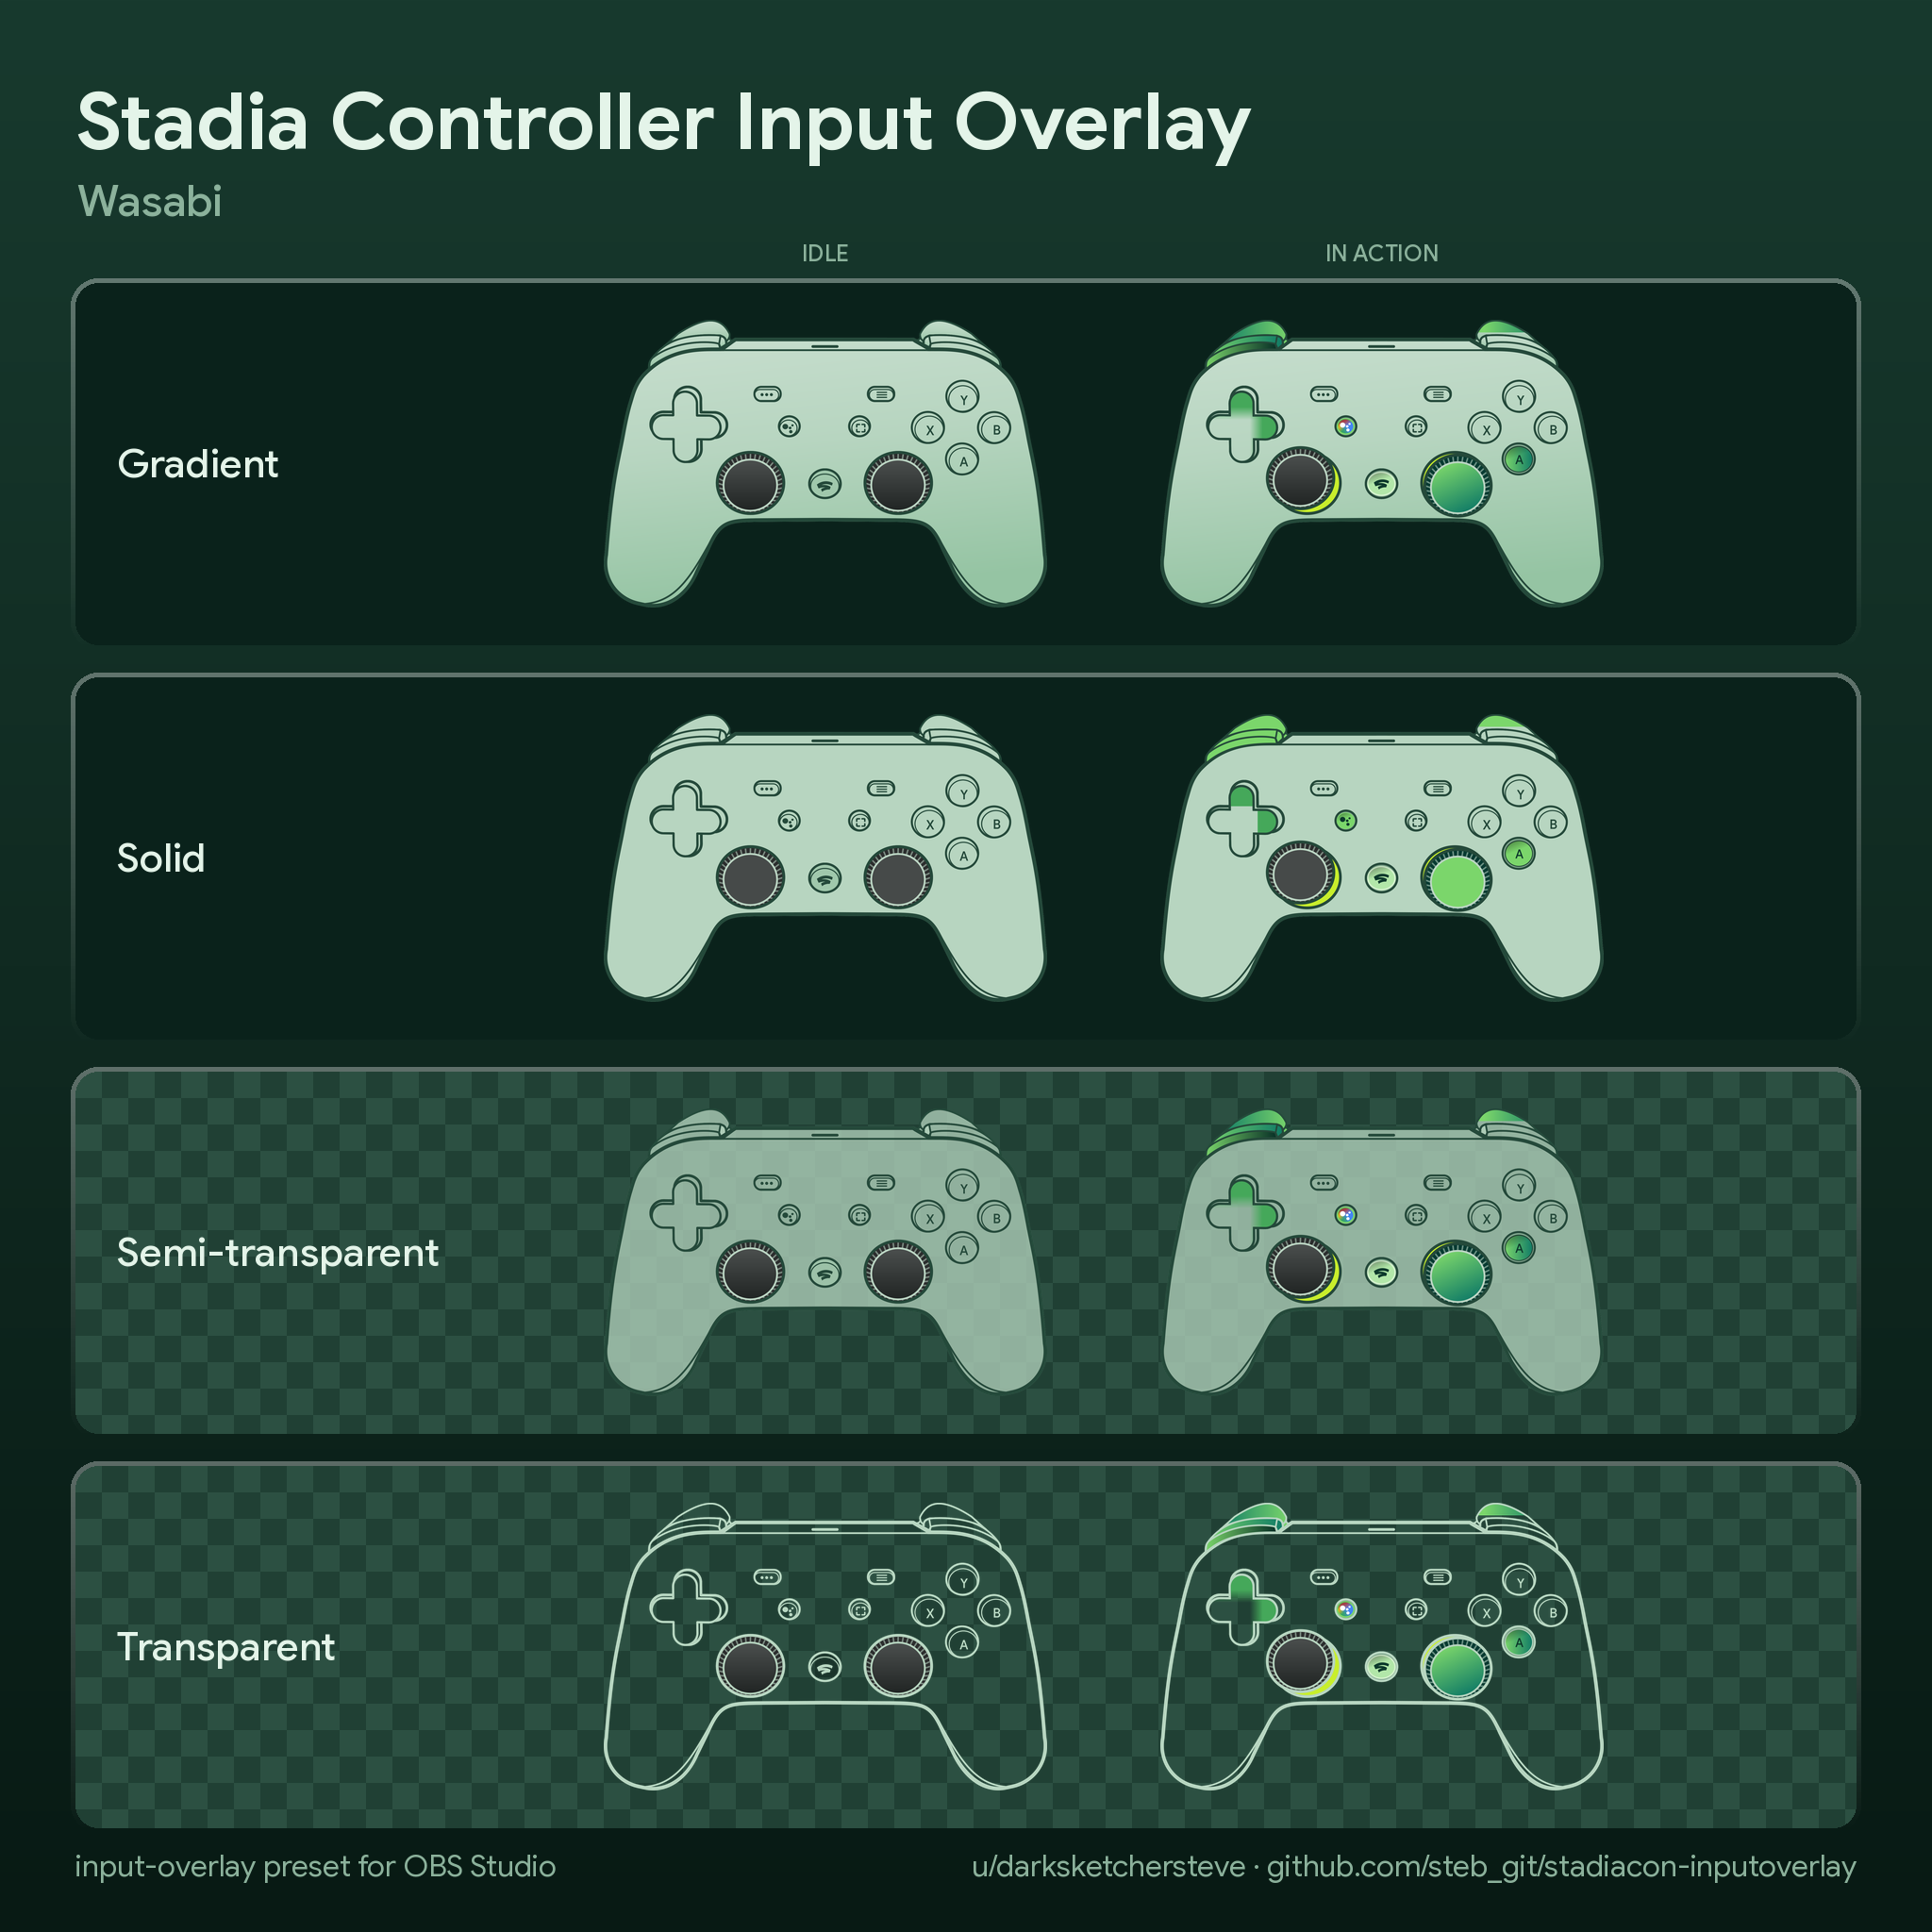 Stadia Controller Input Overlay
Wasabi
IDLE
IN ACTION
Gradient
Y
X
B
A
Y
X
B
A
Solid
Y
X
B
A
Y
X
B
A
Semi-transparent
Y
X
B
A
Y
X
B
A
Transparent
Y
X
B
A
Y
X
B
A
input-overlay preset for OBS Studio
u/darksketchersteve · github.com/steb_git/stadiacon-inputoverlay